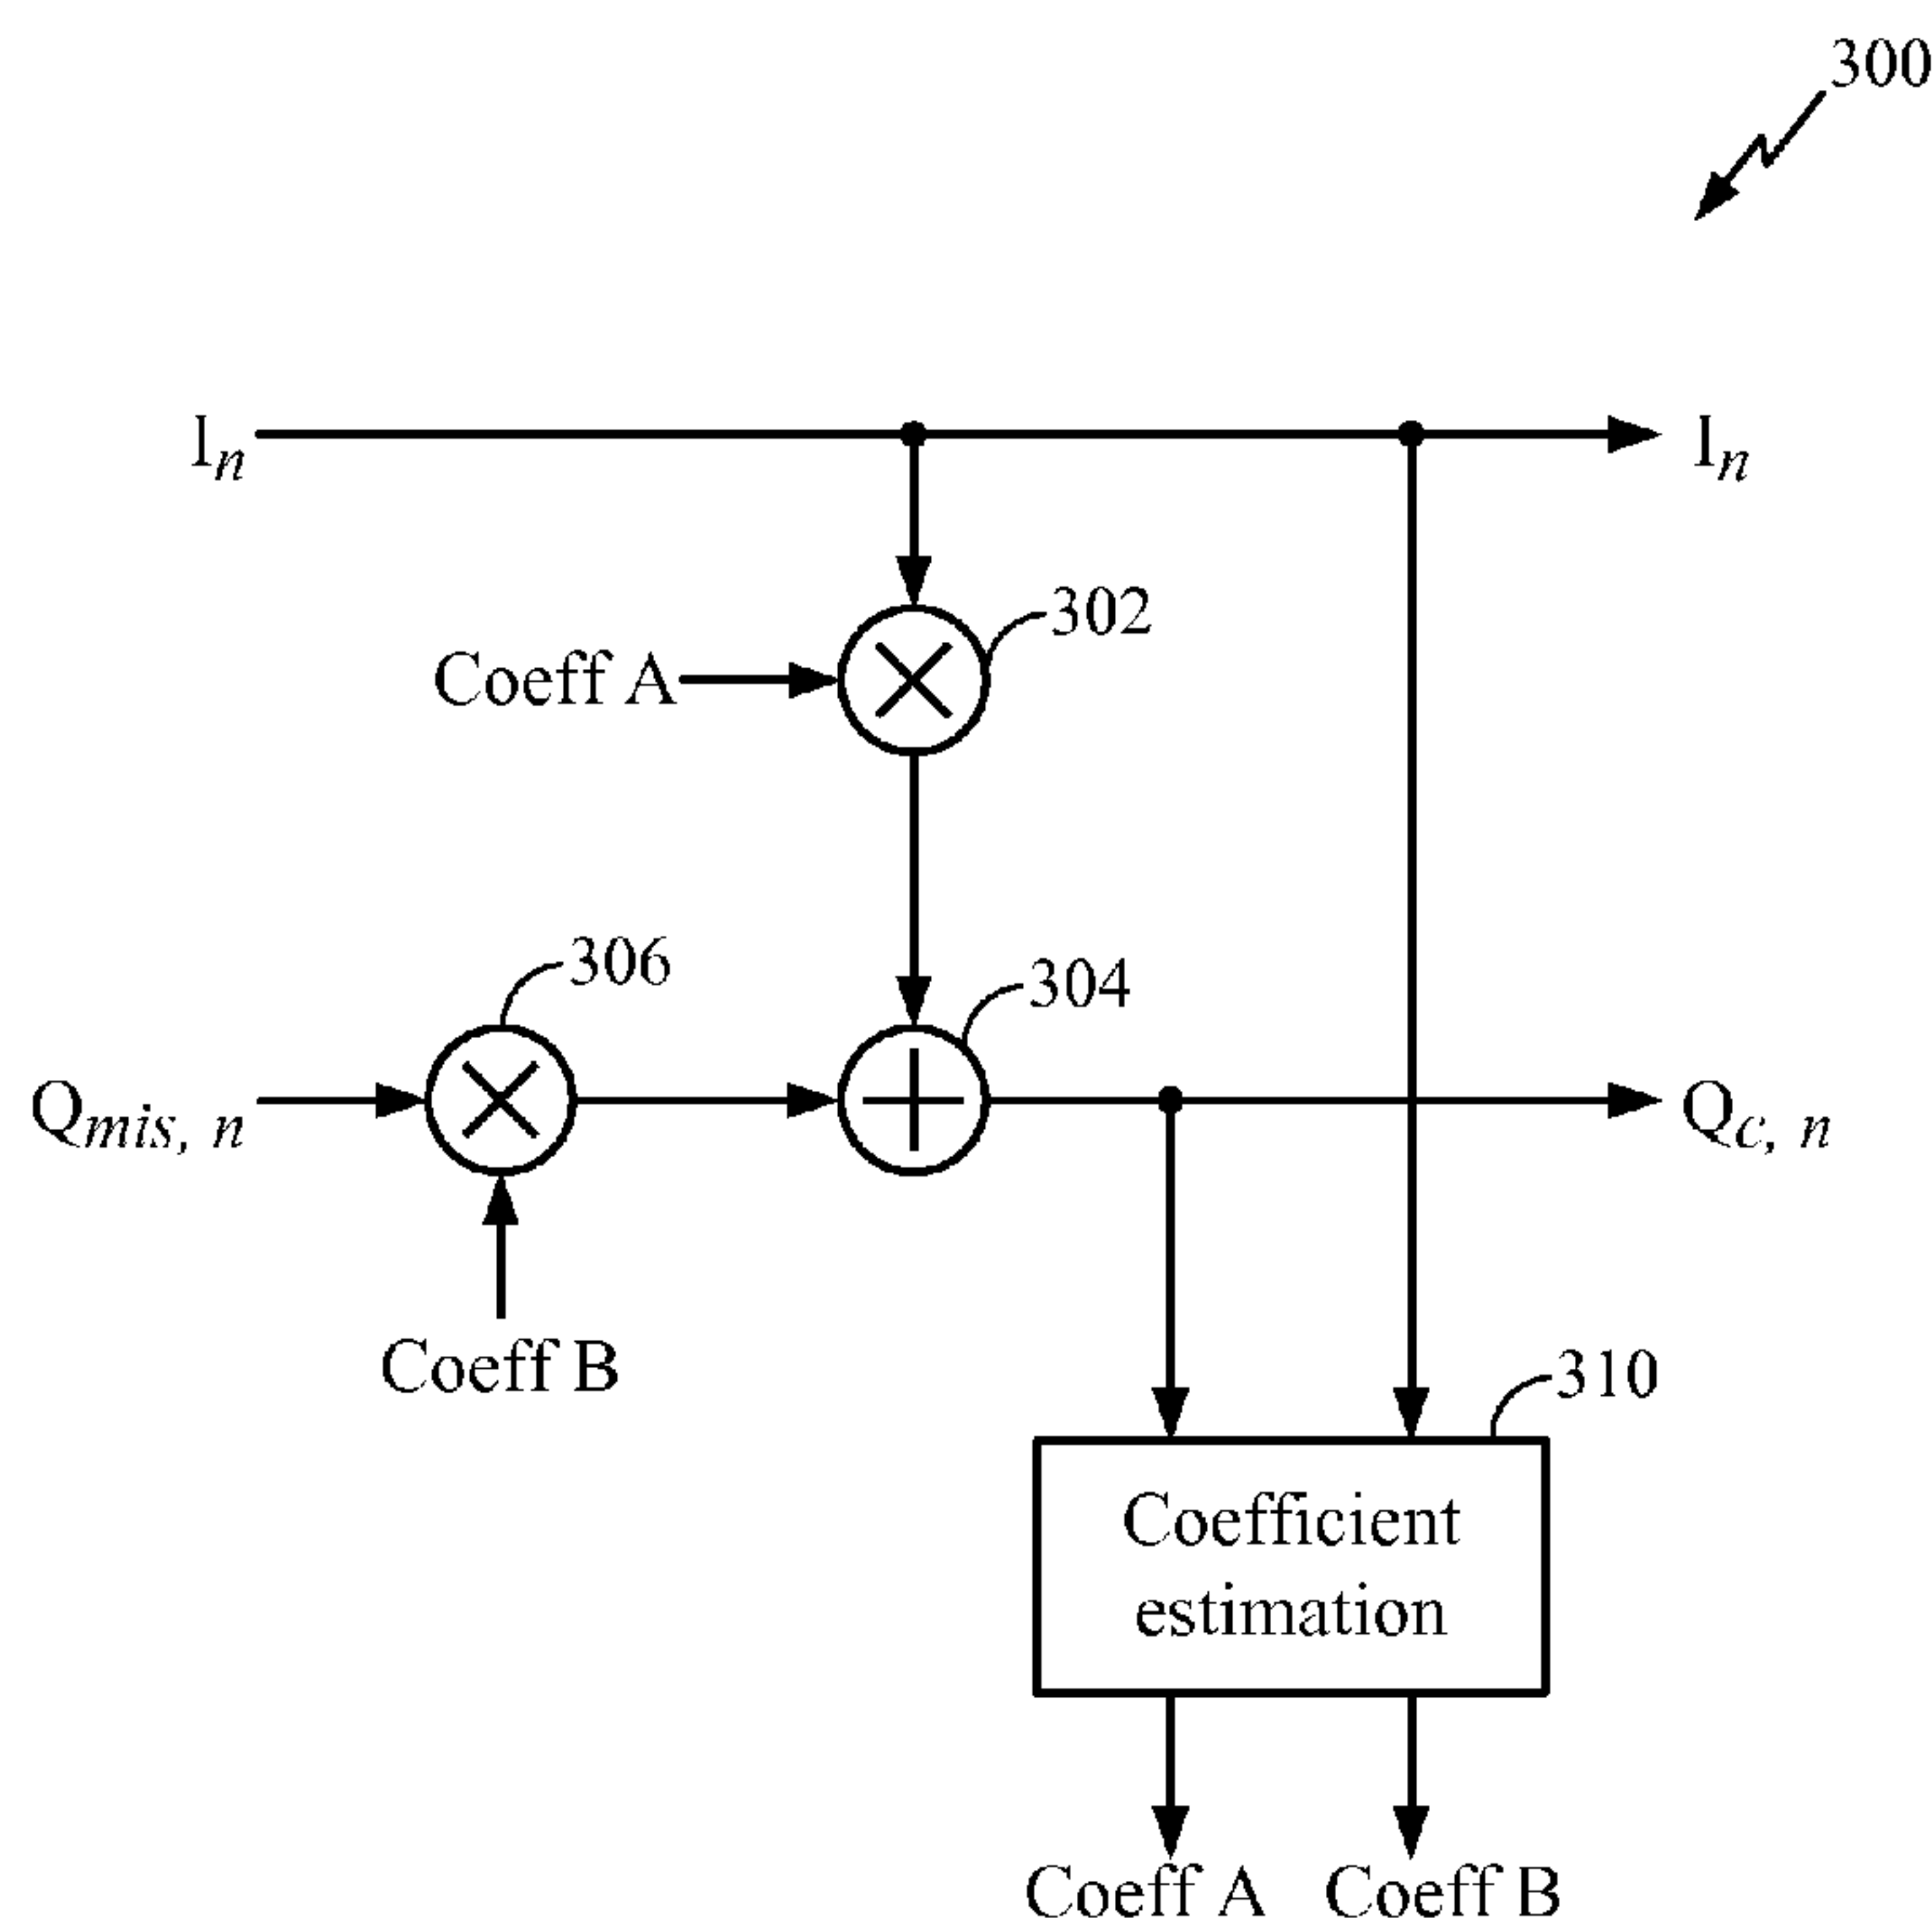 300
Iₙ
Iₙ
302
Coeff A
306
304
Qmis, n
Qc, n
Coeff B
310
Coefficient
estimation
Coeff A
Coeff B